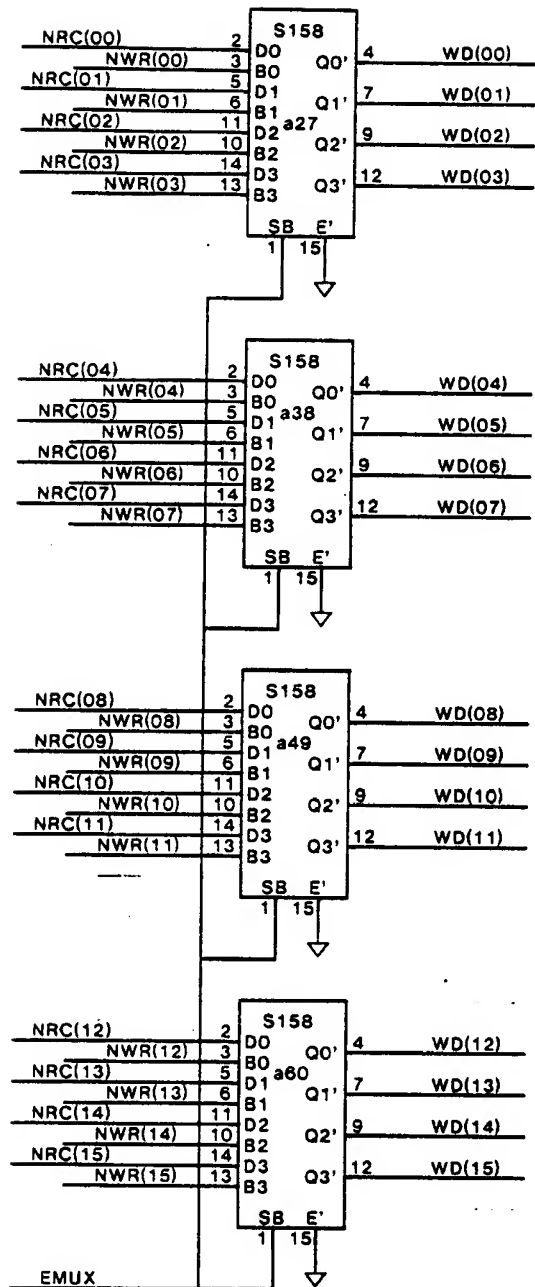 S158
NRC(00) 2 D0
NWR(00) 3 B0 Q0' 4 WD(00)
NRC(01) 5 D1
NWR(01) 6 B1 Q1' 7 WD(01)
NRC(02) 11 D2 a27
NWR(02) 10 B2 Q2' 9 WD(02)
NRC(03) 14 D3
NWR(03) 13 B3 Q3' 12 WD(03)
SB E'
1 15
S158
NRC(04) 2 D0
NWR(04) 3 B0 Q0' 4 WD(04)
NRC(05) 5 D1 a38
NWR(05) 6 B1 Q1' 7 WD(05)
NRC(06) 11 D2
NWR(06) 10 B2 Q2' 9 WD(06)
NRC(07) 14 D3
NWR(07) 13 B3 Q3' 12 WD(07)
SB E'
1 15
S158
NRC(08) 2 D0
NWR(08) 3 B0 Q0' 4 WD(08)
NRC(09) 5 D1 a49
NWR(09) 6 B1 Q1' 7 WD(09)
NRC(10) 11 D2
NWR(10) 10 B2 Q2' 9 WD(10)
NRC(11) 14 D3
NWR(11) 13 B3 Q3' 12 WD(11)
SB E'
1 15
S158
NRC(12) 2 D0
NWR(12) 3 B0 Q0' 4 WD(12)
NRC(13) 5 D1 a60
NWR(13) 6 B1 Q1' 7 WD(13)
NRC(14) 11 D2
NWR(14) 10 B2 Q2' 9 WD(14)
NRC(15) 14 D3
NWR(15) 13 B3 Q3' 12 WD(15)
SB E'
EMUX 1 15